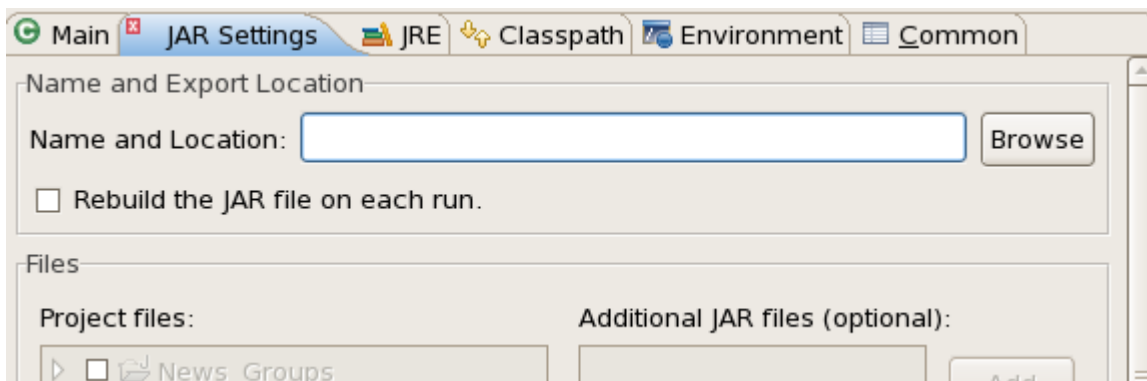 Main JAR Settings JRE Classpath Environment Common
Name and Export Location
Name and Location: Browse
Rebuild the JAR file on each run.
Files
Project files: Additional JAR files (optional):
News_Groups Add